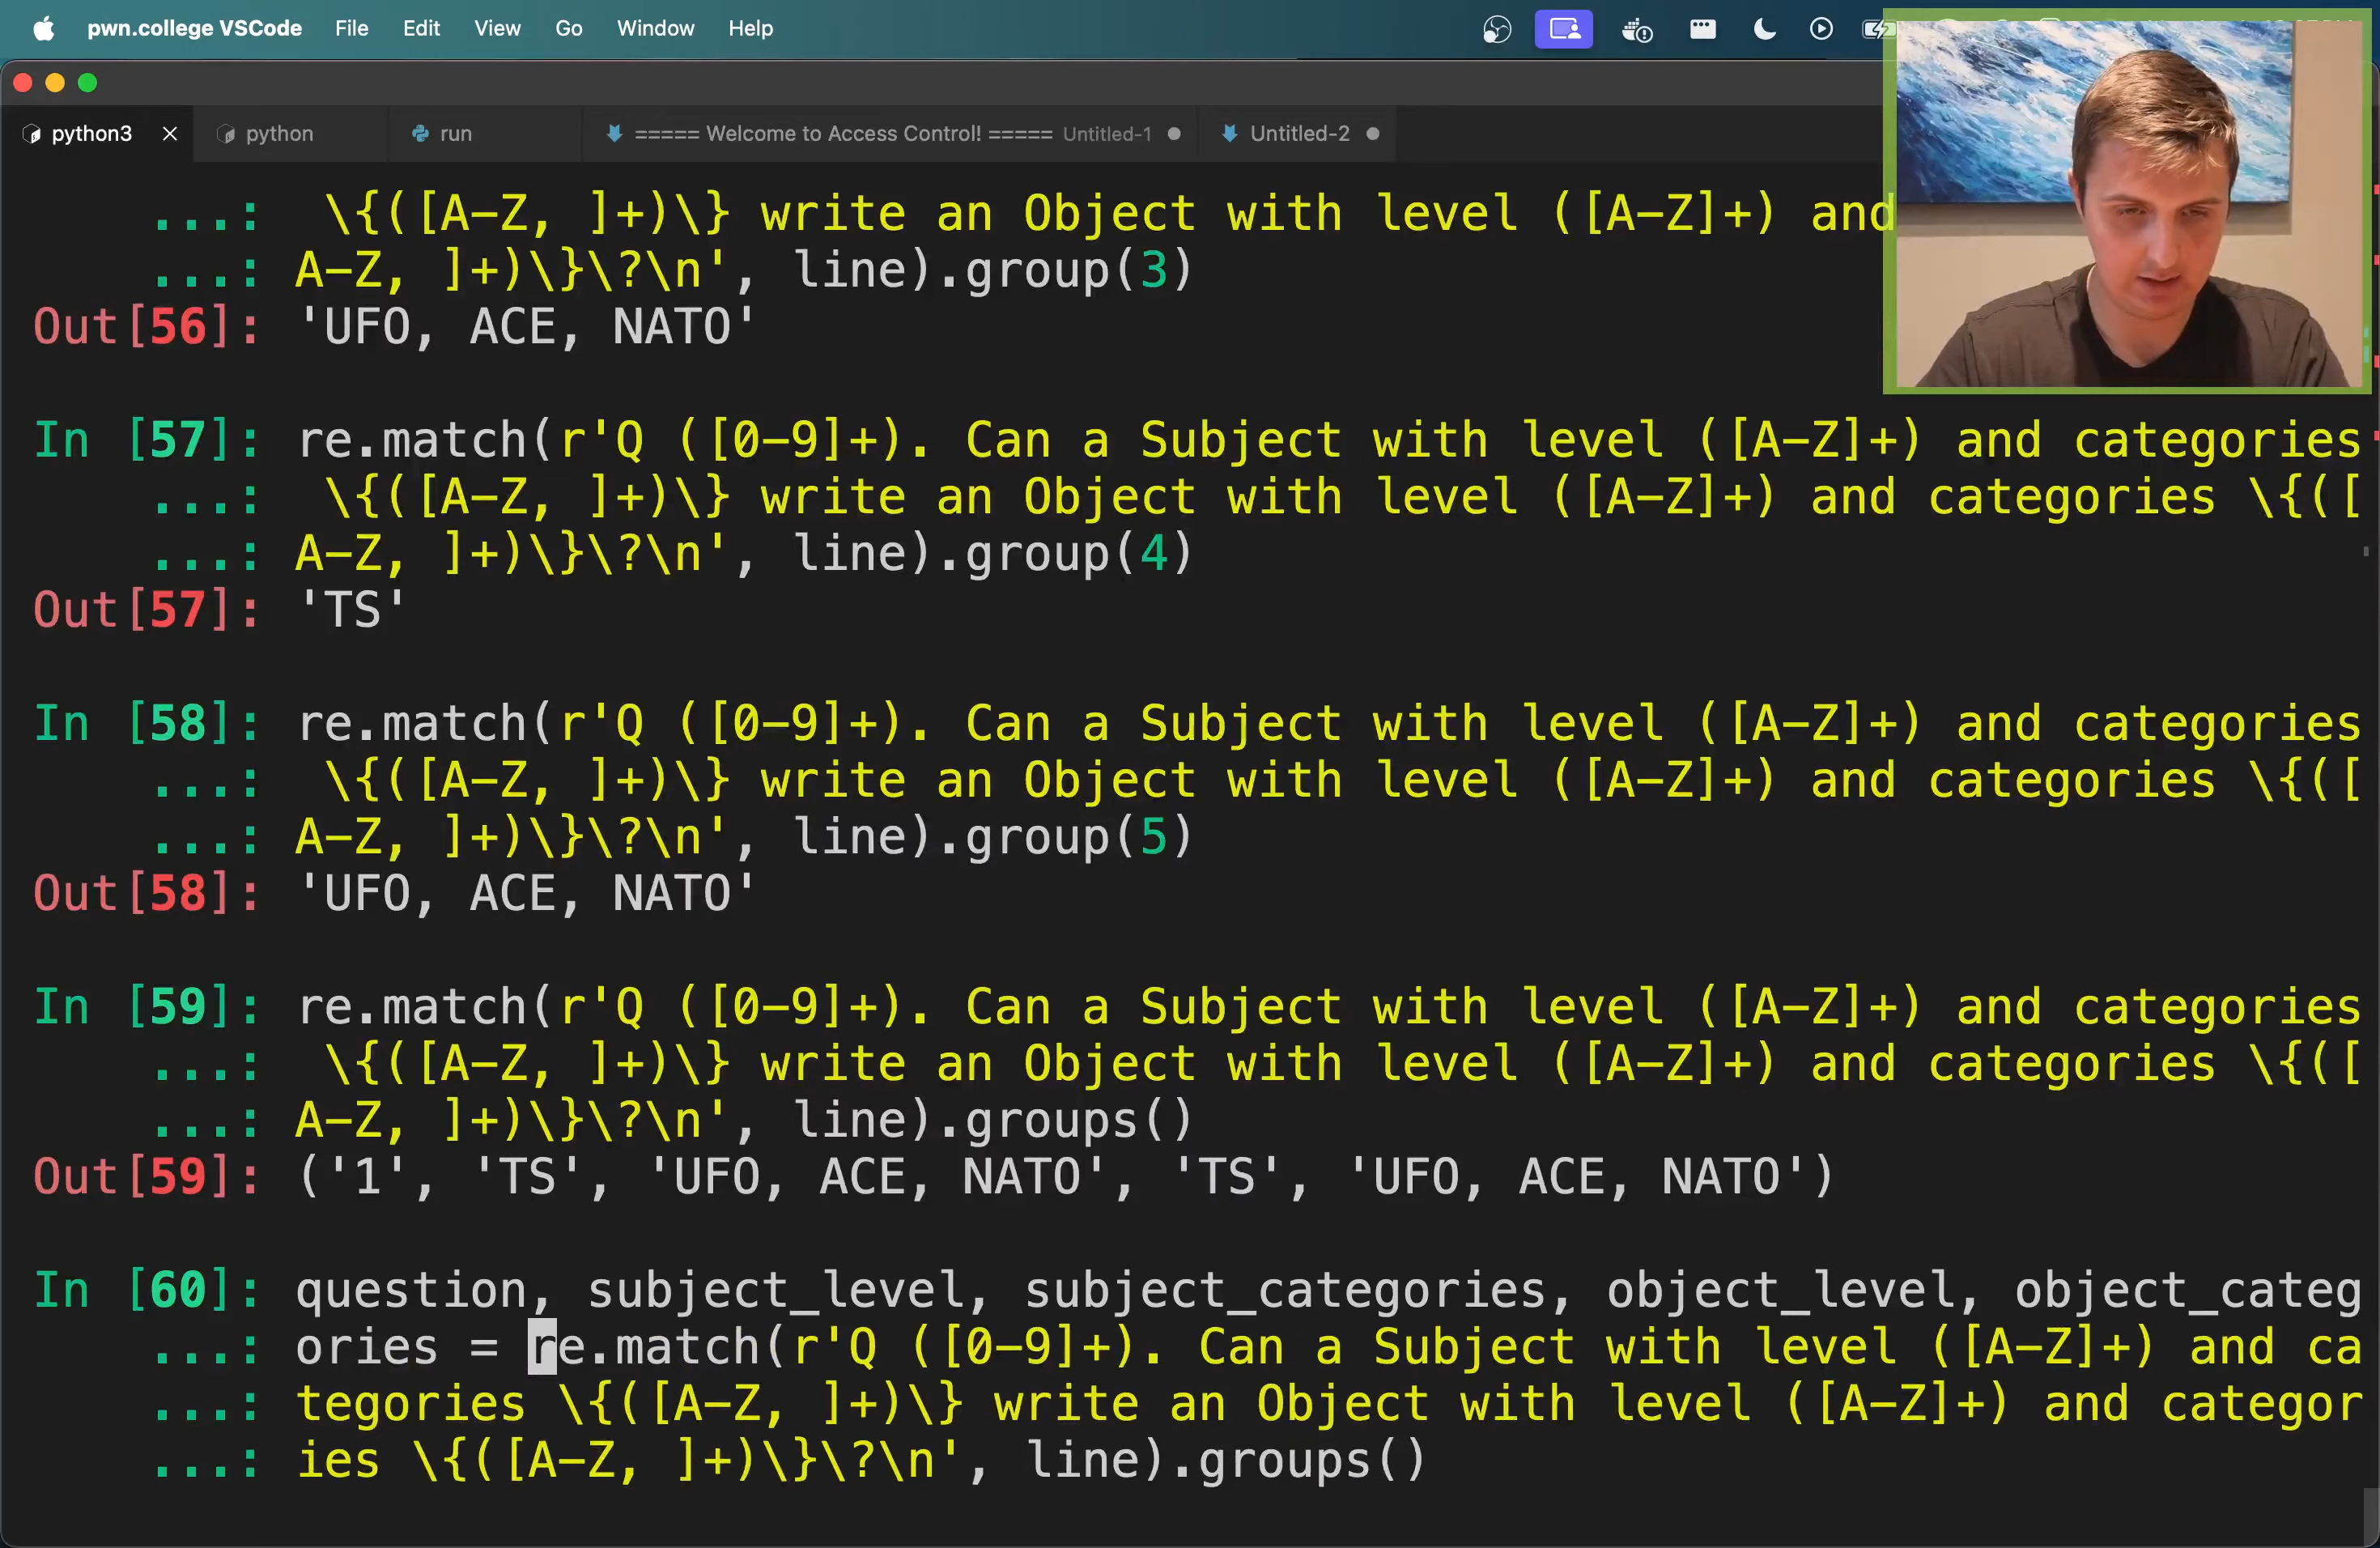 pwn.college VSCode File Edit View Go Window Help
python3 python run ===== Welcome to Access Control! ===== Untitled-1 Untitled-2
...: \{([A-Z, ]+)\} write an Object with level ([A-Z]+) and
...: A-Z, ]+)\}\?\n', line).group(3)
Out[56]: 'UFO, ACE, NATO'
In [57]: re.match(r'Q ([0-9]+). Can a Subject with level ([A-Z]+) and categories
...: \{([A-Z, ]+)\} write an Object with level ([A-Z]+) and categories \{([
...: A-Z, ]+)\}\?\n', line).group(4)
Out[57]: 'TS'
In [58]: re.match(r'Q ([0-9]+). Can a Subject with level ([A-Z]+) and categories
...: \{([A-Z, ]+)\} write an Object with level ([A-Z]+) and categories \{([
...: A-Z, ]+)\}\?\n', line).group(5)
Out[58]: 'UFO, ACE, NATO'
In [59]: re.match(r'Q ([0-9]+). Can a Subject with level ([A-Z]+) and categories
...: \{([A-Z, ]+)\} write an Object with level ([A-Z]+) and categories \{([
...: A-Z, ]+)\}\?\n', line).groups()
Out[59]: ('1', 'TS', 'UFO, ACE, NATO', 'TS', 'UFO, ACE, NATO')
In [60]: question, subject_level, subject_categories, object_level, object_categ
...: ories = re.match(r'Q ([0-9]+). Can a Subject with level ([A-Z]+) and ca
...: tegories \{([A-Z, ]+)\} write an Object with level ([A-Z]+) and categor
...: ies \{([A-Z, ]+)\}\?\n', line).groups()